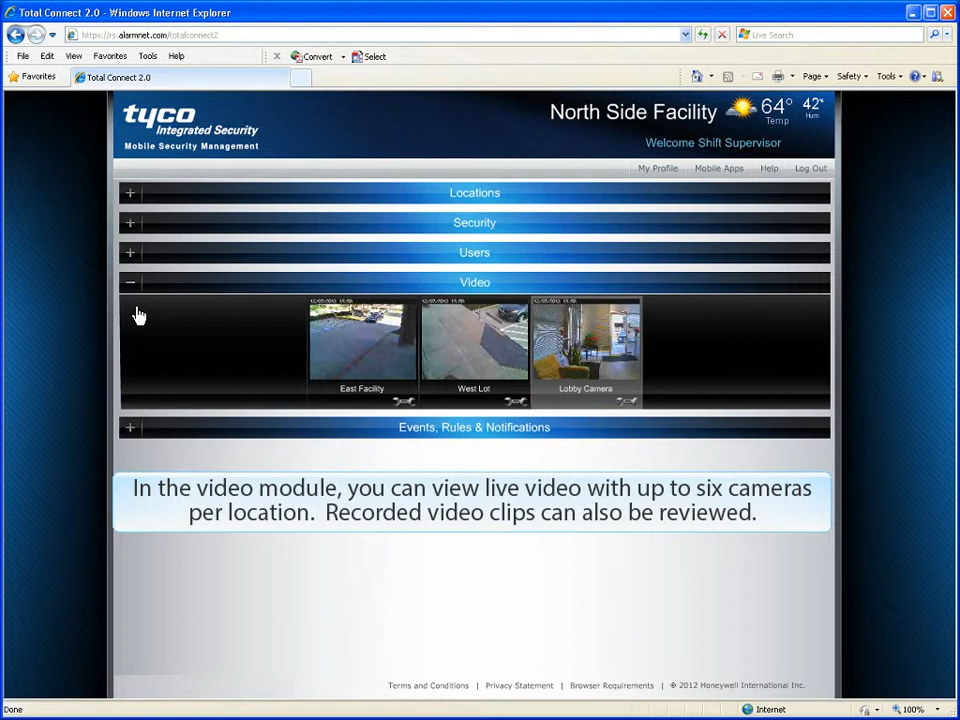 Total Connect 2.0 - Windows Internet Explorer
https://rs.alarmnet.com/totalconnect2
Live Search
File Edit View Favorites Tools Help
Convert
Select
Favorites
Total Connect 2.0
Page
Safety
Tools
tyco
Integrated Security
Mobile Security Management
North Side Facility
64°
Temp
42%
Hum
Welcome Shift Supervisor
My Profile
Mobile Apps
Help
Log Out
Locations
Security
Users
Video
East Facility
West Lot
Lobby Camera
Events, Rules & Notifications
In the video module, you can view live video with up to six cameras
per location. Recorded video clips can also be reviewed.
Terms and Conditions | Privacy Statement | Browser Requirements | © 2012 Honeywell International Inc.
Done
Internet
100%